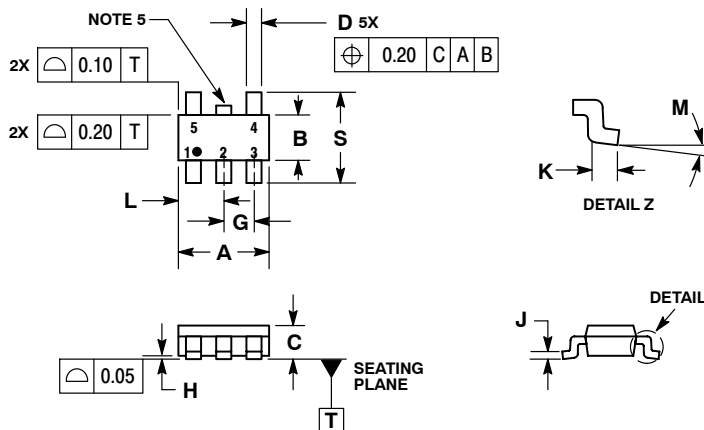 NOTE 5
D 5X
0.20 C A B
2X 0.10 T
2X 0.20 T
5 4
1 2 3
B
S
L
G
A
M
K
DETAIL Z
J
DETAIL
C
0.05
H
SEATING
PLANE
T